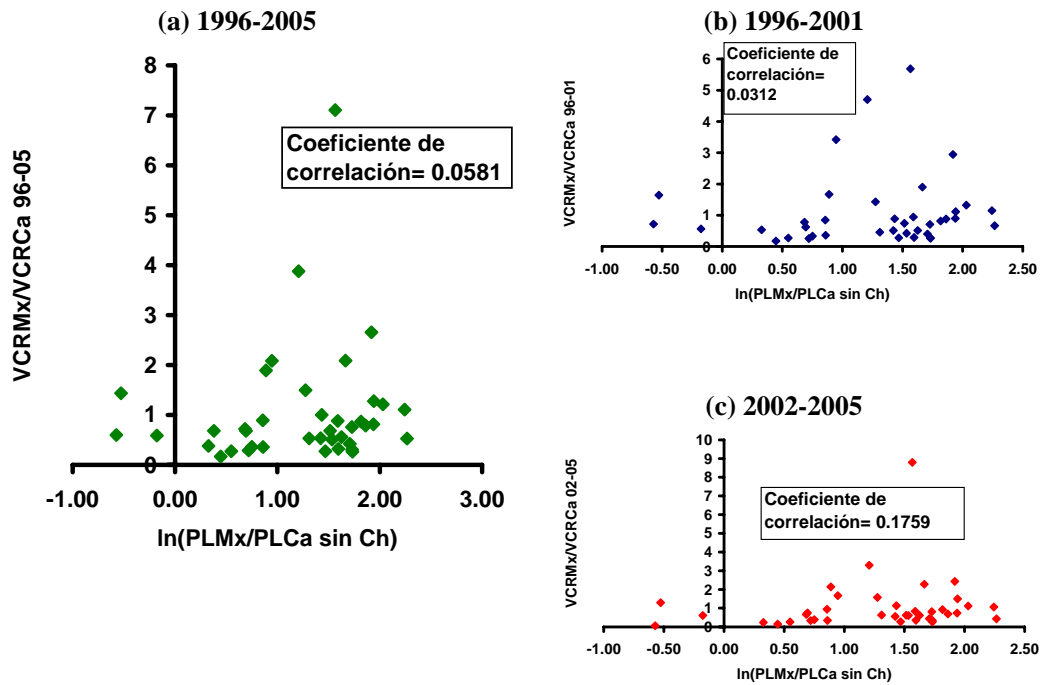 (a) 1996-2005
8
7
6
5
4
3
2
1
0
-1.00 0.00 1.00 2.00 3.00
VCRMx/VCRCa 96-05
ln(PLMx/PLCa sin Ch)
Coeficiente de
correlación= 0.0581
(b) 1996-2001
6
5
4
3
2
1
0
-1.00 -0.50 0.00 0.50 1.00 1.50 2.00 2.50
VCRMx/VCRCa 96-01
ln(PLMx/PLCa sin Ch)
Coeficiente de
correlación=
0.0312
(c) 2002-2005
10
9
8
7
6
5
4
3
2
1
0
-1.00 -0.50 0.00 0.50 1.00 1.50 2.00 2.50
VCRMx/VCRCa 02-05
ln(PLMx/PLCa sin Ch)
Coeficiente de
correlación= 0.1759